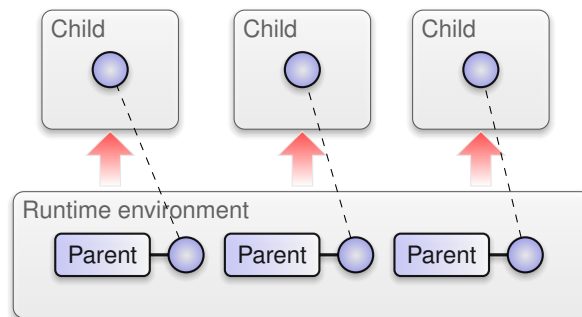 Child
Child
Child
Runtime environment
Parent
Parent
Parent